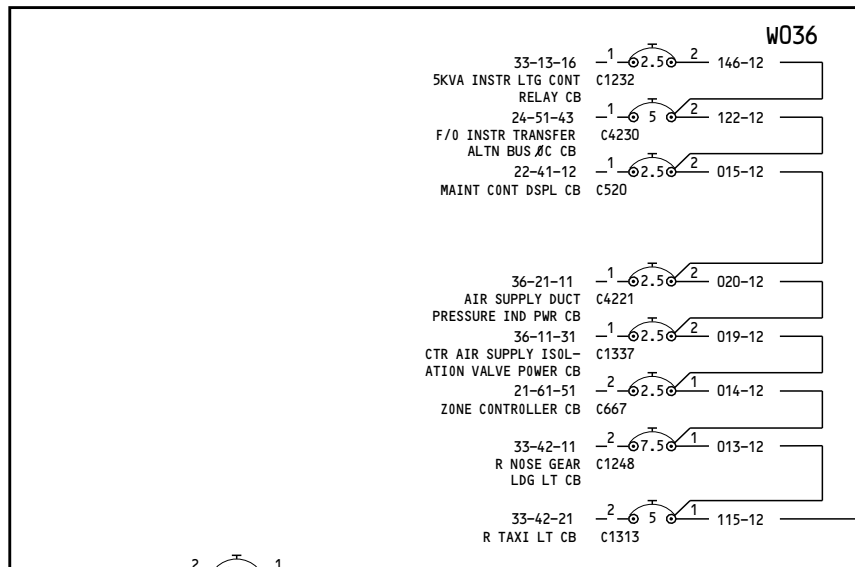 W036
33-13-16 1 2.5 2 146-12
5KVA INSTR LTG CONT C1232
RELAY CB
24-51-43 1 5 2 122-12
F/O INSTR TRANSFER C4230
ALTN BUS ØC CB
22-41-12 1 2.5 2 015-12
MAINT CONT DSPL CB C520
36-21-11 1 2.5 2 020-12
AIR SUPPLY DUCT C4221
PRESSURE IND PWR CB
36-11-31 1 2.5 2 019-12
CTR AIR SUPPLY ISOL- C1337
ATION VALVE POWER CB
21-61-51 2 2.5 1 014-12
ZONE CONTROLLER CB C667
33-42-11 2 7.5 1 013-12
R NOSE GEAR C1248
LDG LT CB
33-42-21 2 5 1 115-12
R TAXI LT CB C1313
2 1